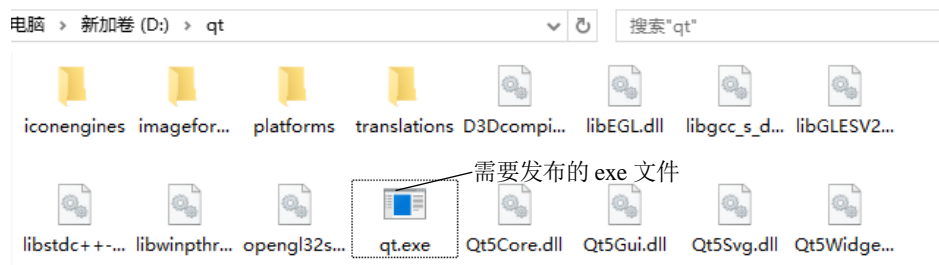 电脑 > 新加卷 (D:) > qt 搜索"qt"
iconengines imagefor... platforms translations D3Dcompi... libEGL.dll libgcc_s_d... libGLESV2...
需要发布的 exe 文件
libstdc++-... libwinpthr... opengl32s... qt.exe Qt5Core.dll Qt5Gui.dll Qt5Svg.dll Qt5Widge...